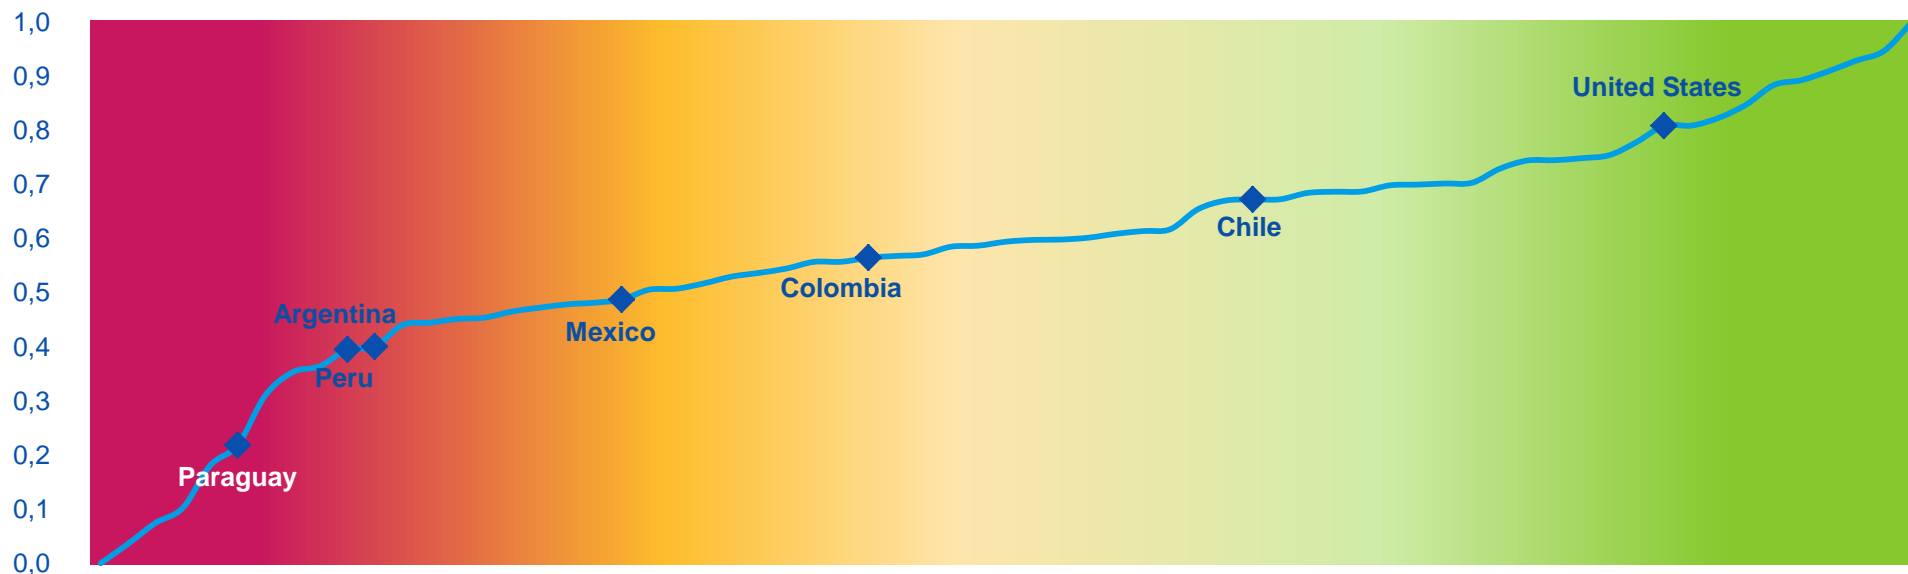 1,0
0,9
0,8
0,7
0,6
0,5
0,4
0,3
0,2
0,1
0,0
United States
Chile
Colombia
Argentina
Mexico
Peru
Paraguay